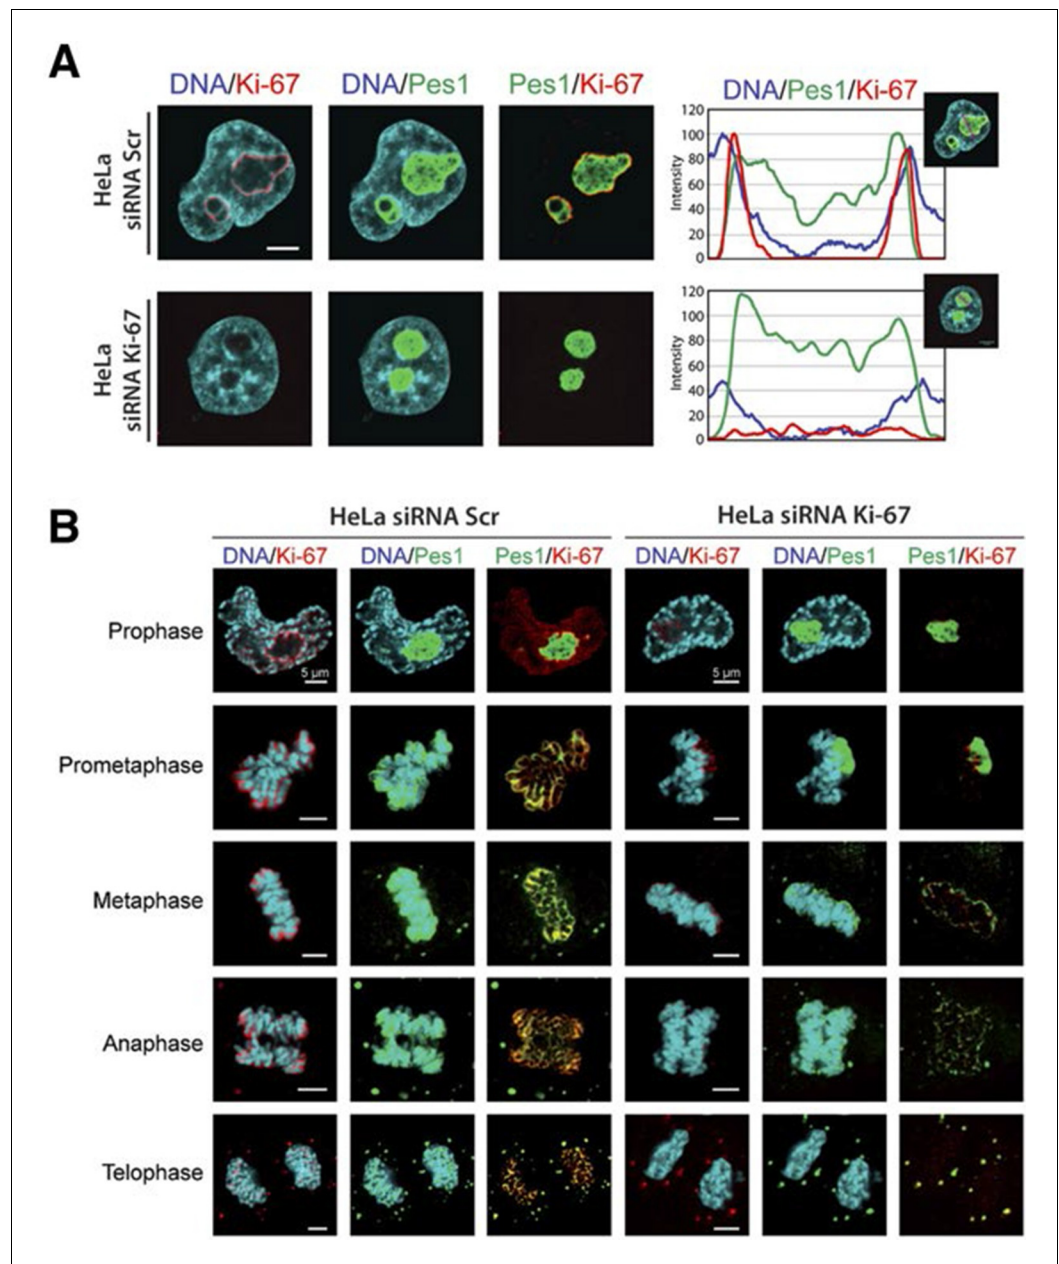 A
DNA/Ki-67 DNA/Pes1 Pes1/Ki-67 DNA/Pes1/Ki-67
HeLa
siRNA Scr
Intensity
120
100
80
60
40
20
0
HeLa
siRNA Ki-67
Intensity
120
100
80
60
40
20
0
B
HeLa siRNA Scr HeLa siRNA Ki-67
DNA/Ki-67 DNA/Pes1 Pes1/Ki-67 DNA/Ki-67 DNA/Pes1 Pes1/Ki-67
Prophase
5 µm 5 µm
Prometaphase
Metaphase
Anaphase
Telophase